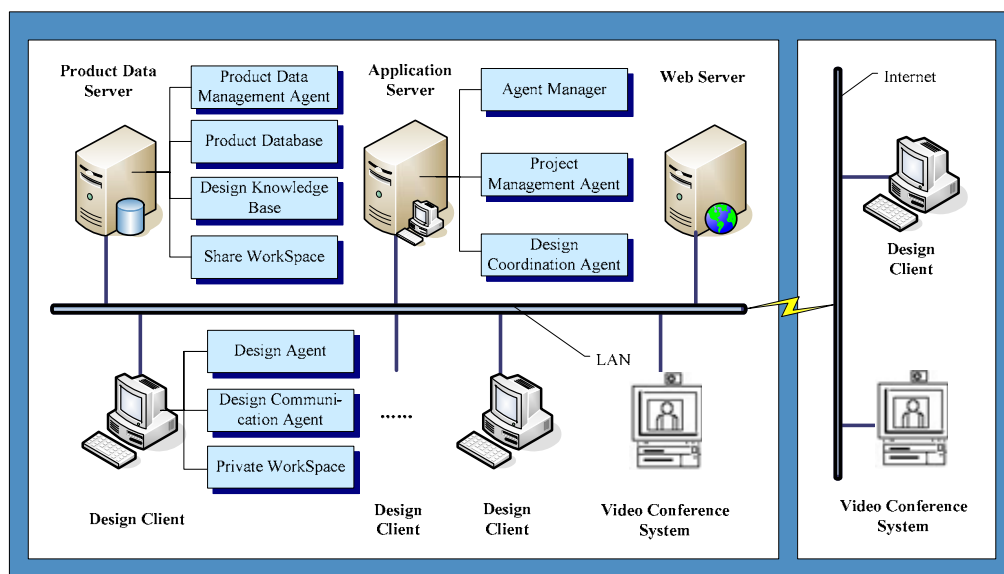 Product Data
Server
Product Data
Management Agent
Product Database
Design Knowledge
Base
Share WorkSpace
Application
Server
Agent Manager
Project
Management Agent
Design
Coordination Agent
Web Server
Internet
Design
Client
LAN
Design Agent
Design Communi-
cation Agent
Private WorkSpace
Design Client
......
Design
Client
Design
Client
Video Conference
System
Video Conference
System